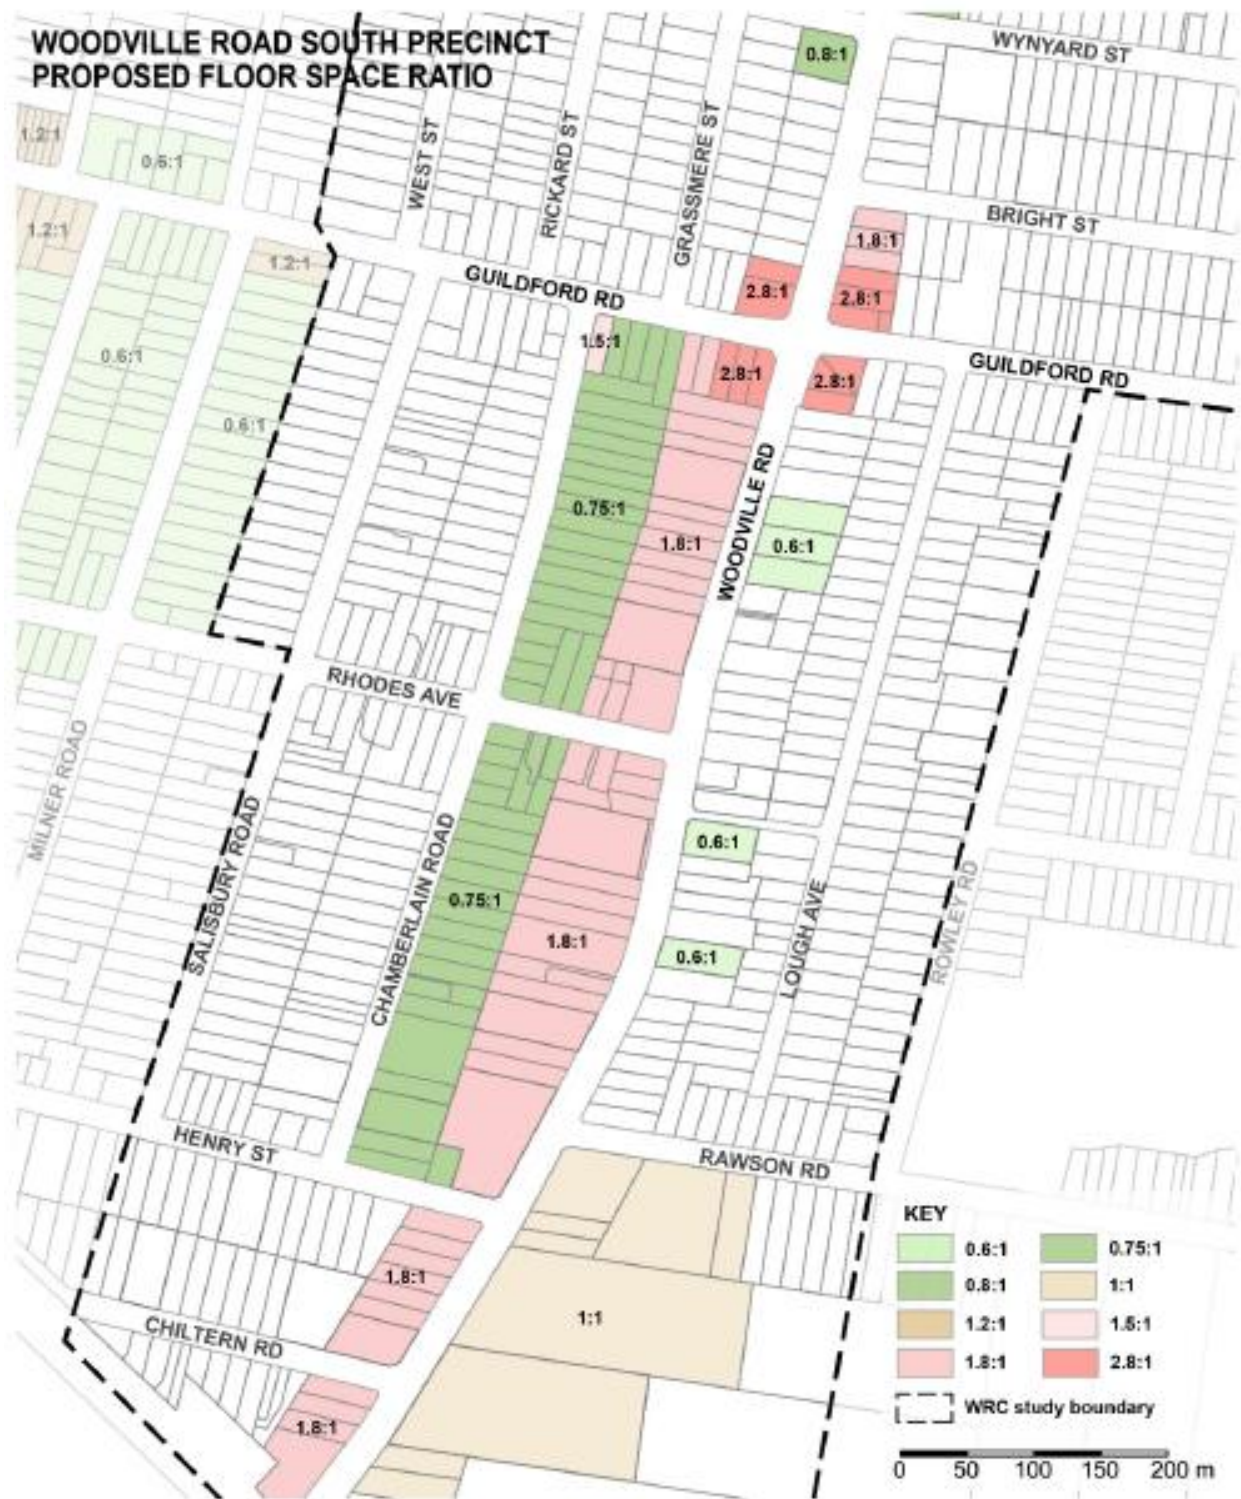 WOODVILLE ROAD SOUTH PRECINCT
PROPOSED FLOOR SPACE RATIO
WYNYARD ST
0.8:1
1.2:1
0.6:1
WEST ST
RICKARD ST
GRASSMERE ST
BRIGHT ST
1.2:1
1.2:1
1.8:1
GUILDFORD RD
2.8:1
2.8:1
0.6:1
1.5:1
2.8:1
2.8:1
GUILDFORD RD
0.6:1
0.75:1
1.8:1
WOODVILLE RD
0.6:1
RHODES AVE
MILNER ROAD
SALISBURY ROAD
CHAMBERLAIN ROAD
0.75:1
1.8:1
0.6:1
0.6:1
LOUGH AVE
ROWLEY RD
HENRY ST
RAWSON RD
1.8:1
1:1
CHILTERN RD
1.8:1
KEY
0.6:1
0.75:1
0.8:1
1:1
1.2:1
1.5:1
1.8:1
2.8:1
WRC study boundary
0 50 100 150 200 m